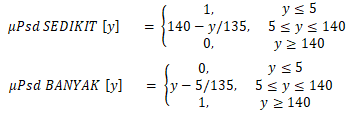 1, y ≤ 5
μPsd SEDIKIT [y] = { 140 − y/135, 5 ≤ y ≤ 140
0, y ≥ 140
0, y ≤ 5
μPsd BANYAK [y] = { y − 5/135, 5 ≤ y ≤ 140
1, y ≥ 140